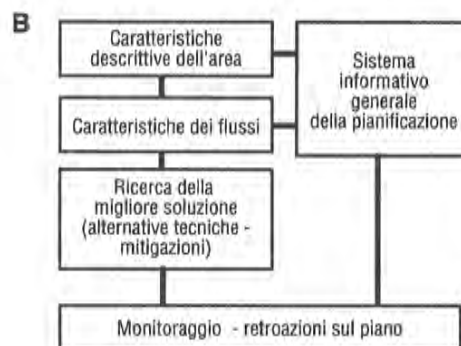 B
Caratteristiche
descrittive dell'area
Sistema
informativo
generale
della pianificazione
Caratteristiche dei flussi
Ricerca della
migliore soluzione
(alternative tecniche -
mitigazioni)
Monitoraggio - retroazioni sul piano